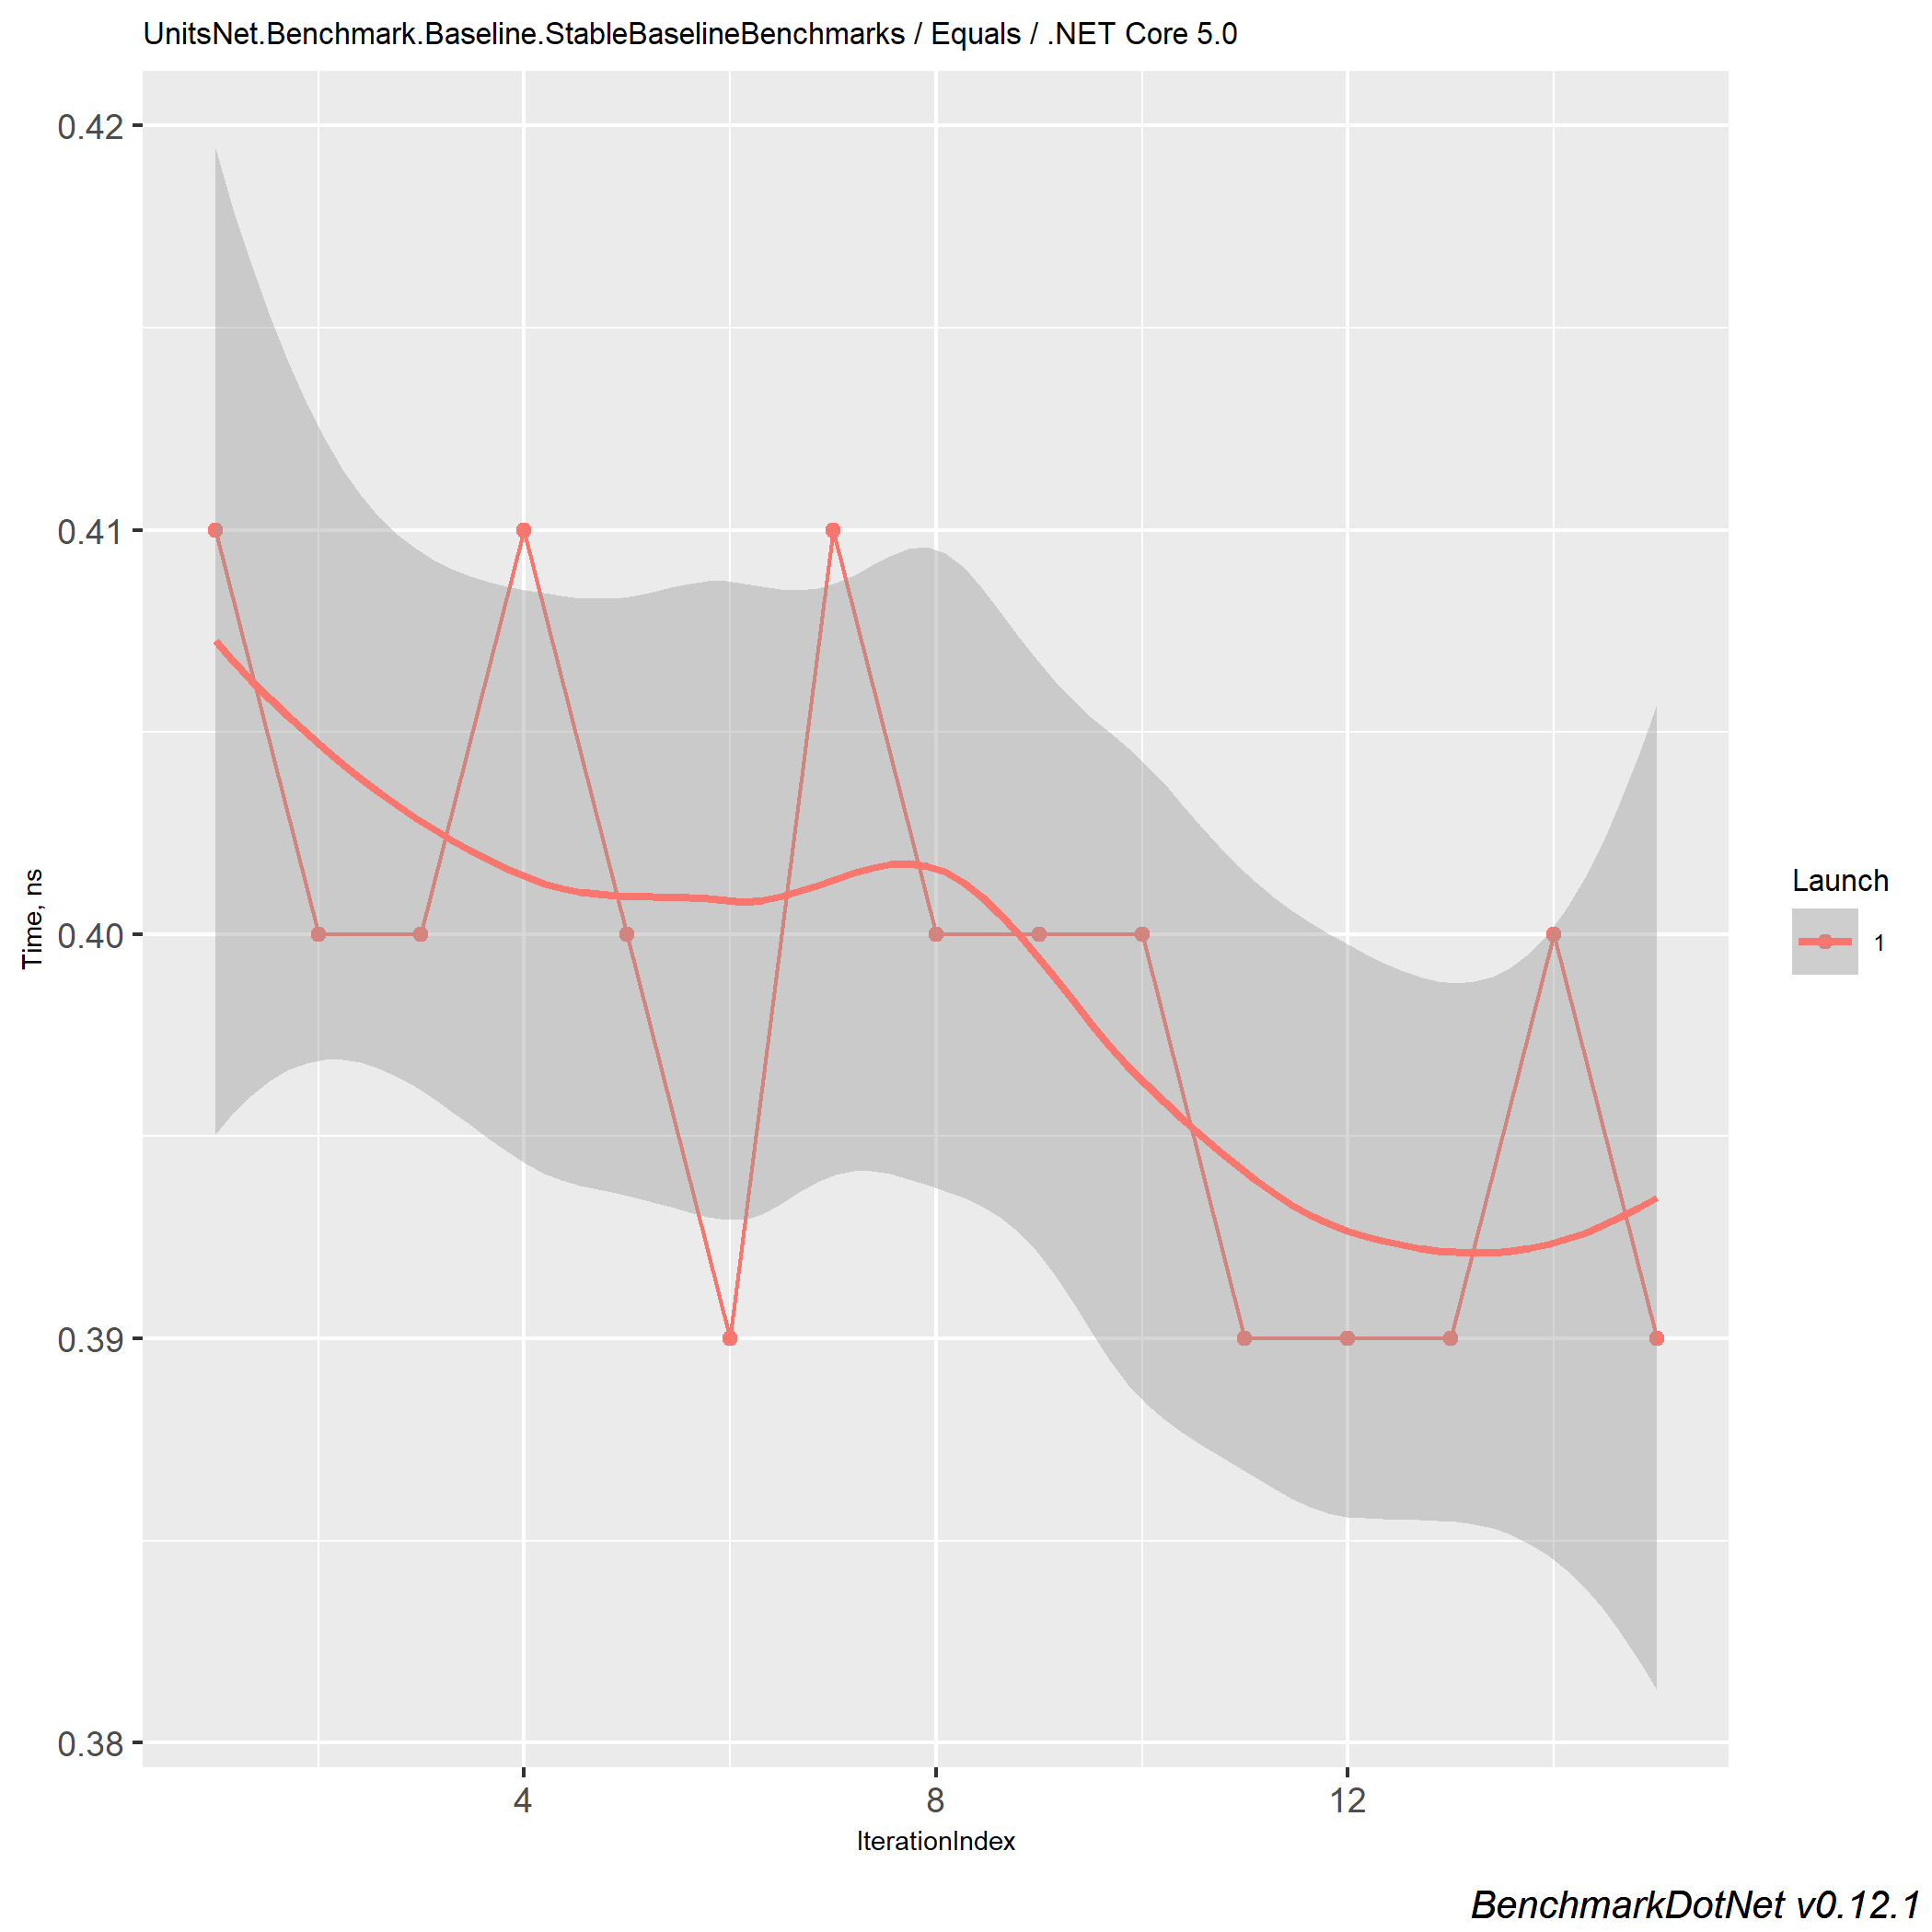 UnitsNet.Benchmark.Baseline.StableBaselineBenchmarks / Equals / .NET Core 5.0
0.42
0.41
0.40
0.39
0.38
Time, ns
4 8 12
IterationIndex
Launch
1
BenchmarkDotNet v0.12.1